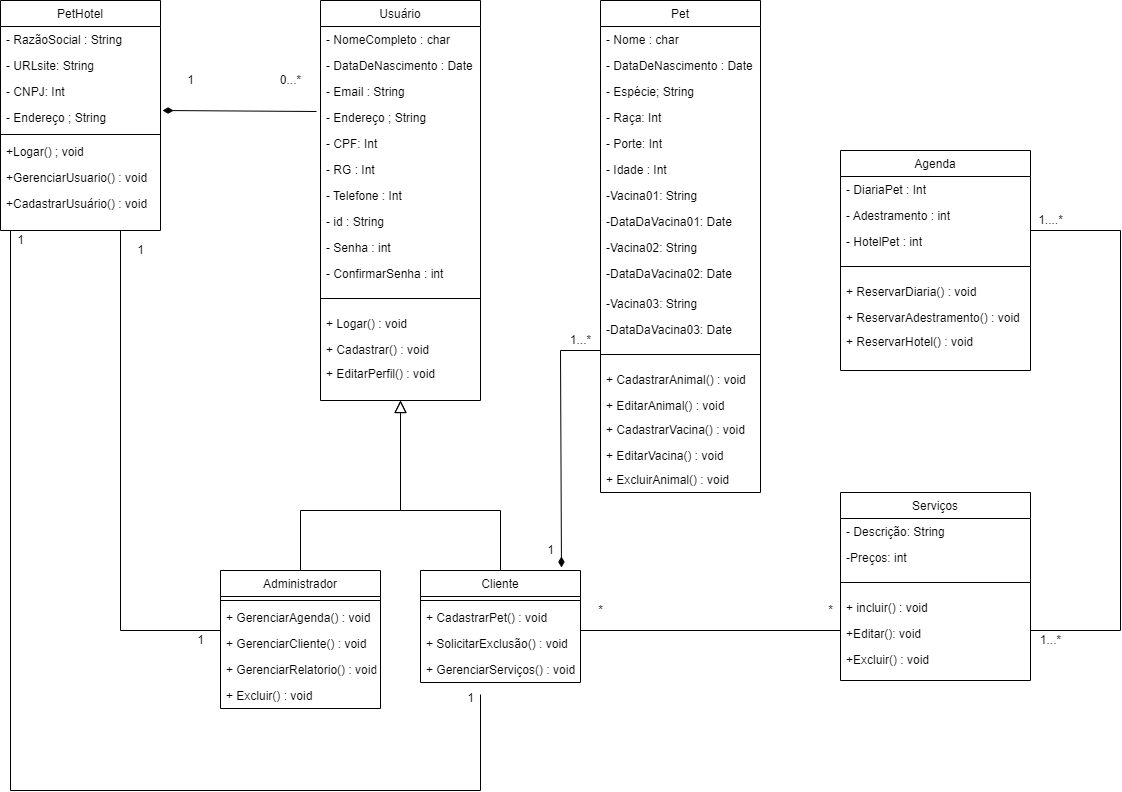 PetHotel
- RazãoSocial : String
- URLsite: String
- CNPJ: Int
- Endereço ; String
+Logar() ; void
+GerenciarUsuario() : void
+CadastrarUsuário() : void
1
0...*
1
1
Usuário
- NomeCompleto : char
- DataDeNascimento : Date
- Email : String
- Endereço ; String
- CPF: Int
- RG : Int
- Telefone : Int
- id : String
- Senha : int
- ConfirmarSenha : int
+ Logar() : void
+ Cadastrar() : void
+ EditarPerfil() : void
Pet
- Nome : char
- DataDeNascimento : Date
- Espécie; String
- Raça: Int
- Porte: Int
- Idade : Int
-Vacina01: String
-DataDaVacina01: Date
-Vacina02: String
-DataDaVacina02: Date
-Vacina03: String
-DataDaVacina03: Date
+ CadastrarAnimal() : void
+ EditarAnimal() : void
+ CadastrarVacina() : void
+ EditarVacina() : void
+ ExcluirAnimal() : void
1...*
1
Agenda
- DiariaPet : Int
- Adestramento : int
- HotelPet : int
+ ReservarDiaria() : void
+ ReservarAdestramento() : void
+ ReservarHotel() : void
1....*
Serviços
- Descrição: String
-Preços: int
+ incluir() : void
+Editar(): void
+Excluir() : void
1...*
Administrador
+ GerenciarAgenda() : void
+ GerenciarCliente() : void
+ GerenciarRelatorio() : void
+ Excluir() : void
1
Cliente
+ CadastrarPet() : void
+ SolicitarExclusão() : void
+ GerenciarServiços() : void
1
*
*